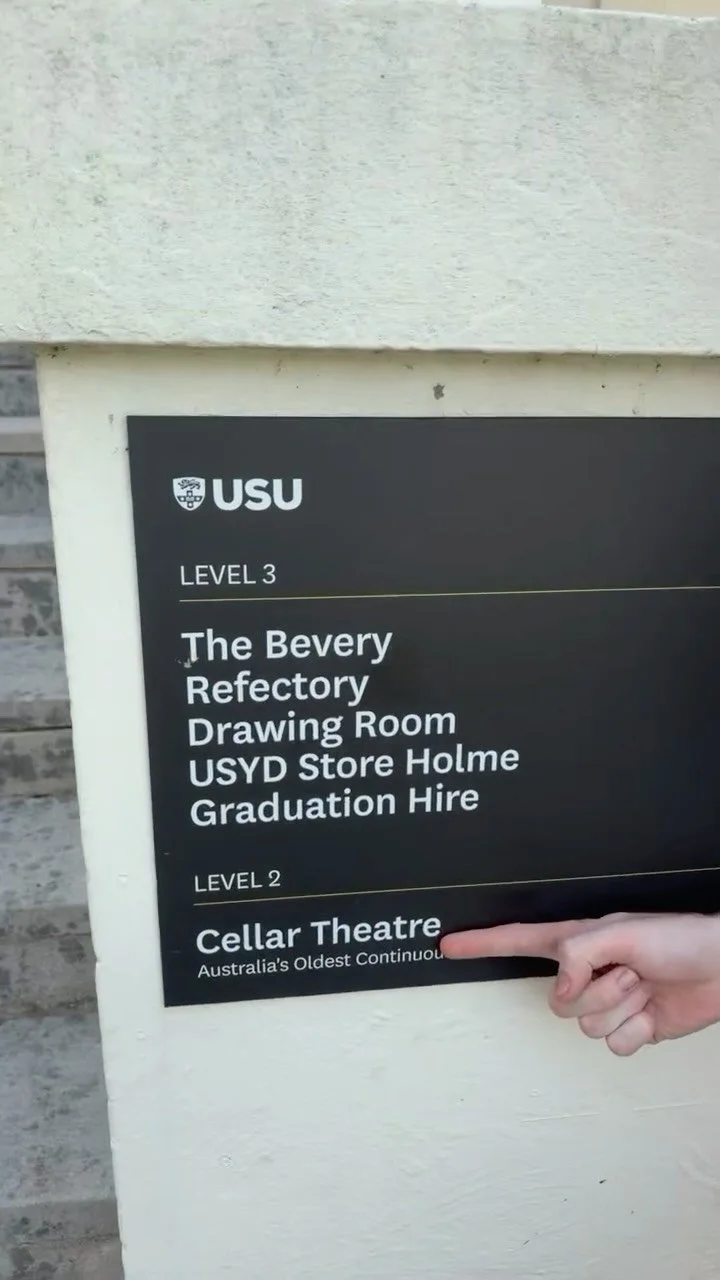 USU
LEVEL 3
The Bevery
Refectory
Drawing Room
USYD Store Holme
Graduation Hire
LEVEL 2
Cellar Theatre
Australia's Oldest